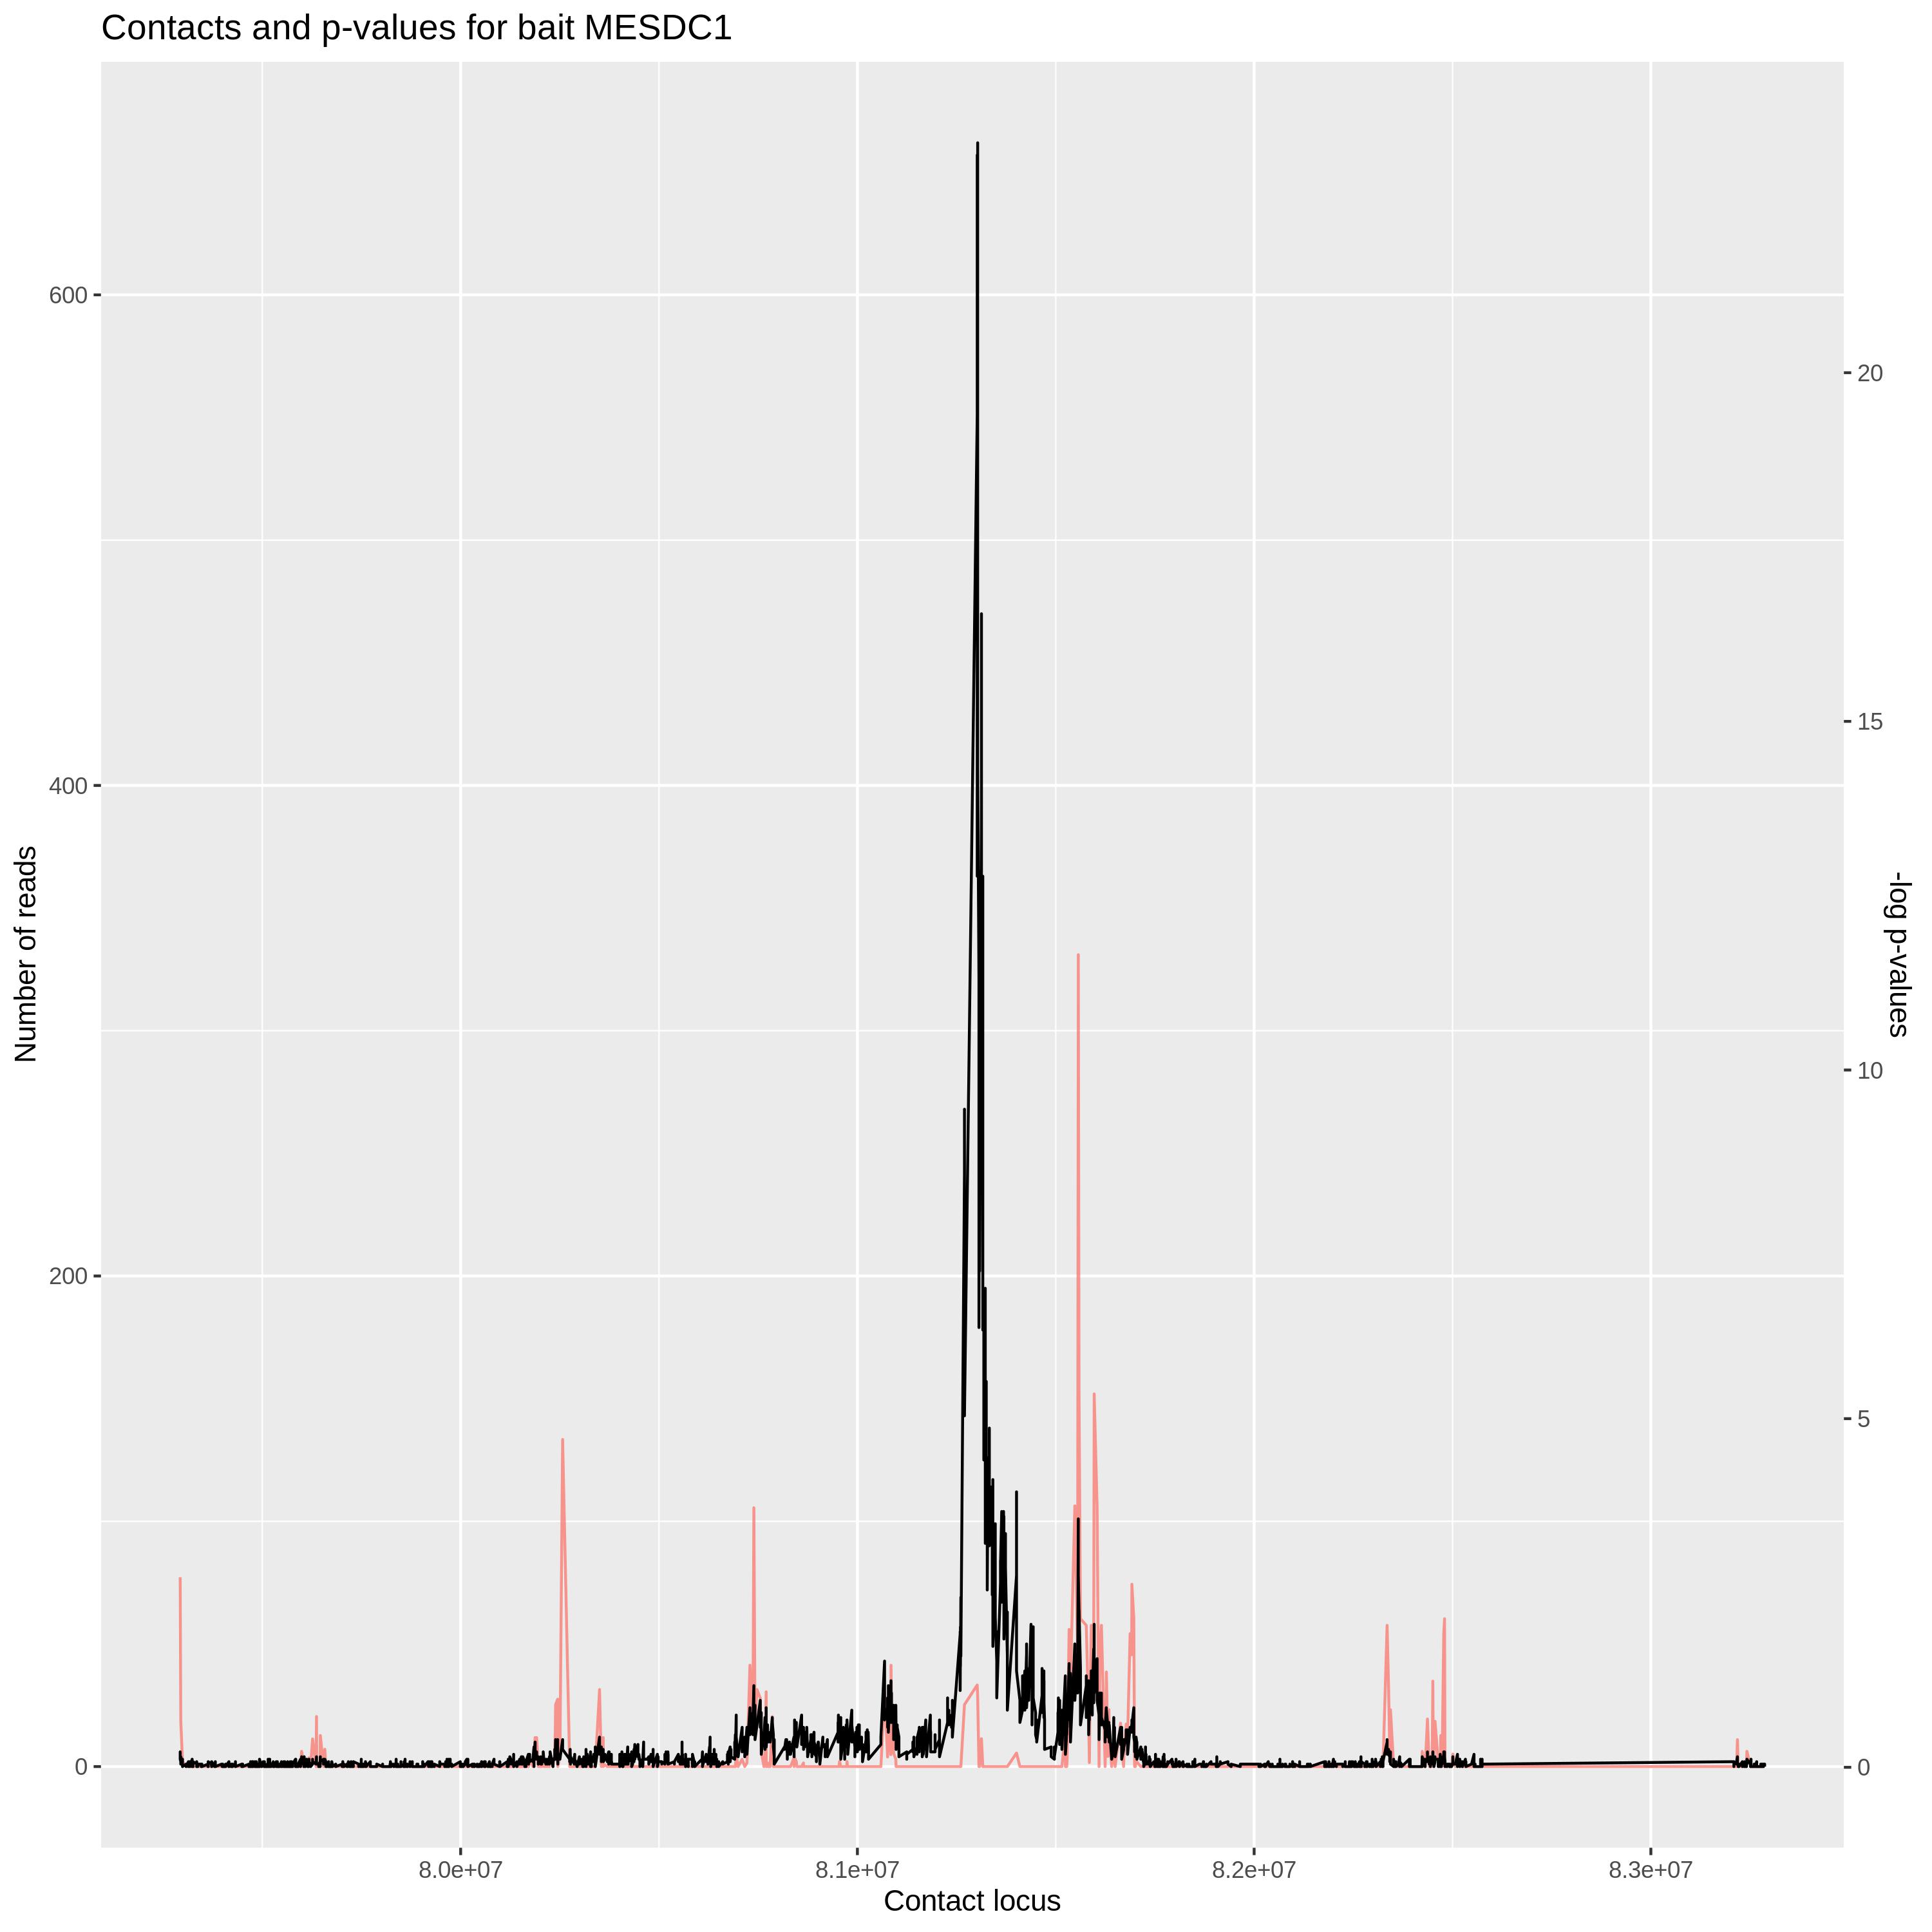 Contacts and p-values for bait MESDC1
600
400
200
0
Number of reads
20
15
10
5
0
-log p-values
8.0e+07
8.1e+07
8.2e+07
8.3e+07
Contact locus